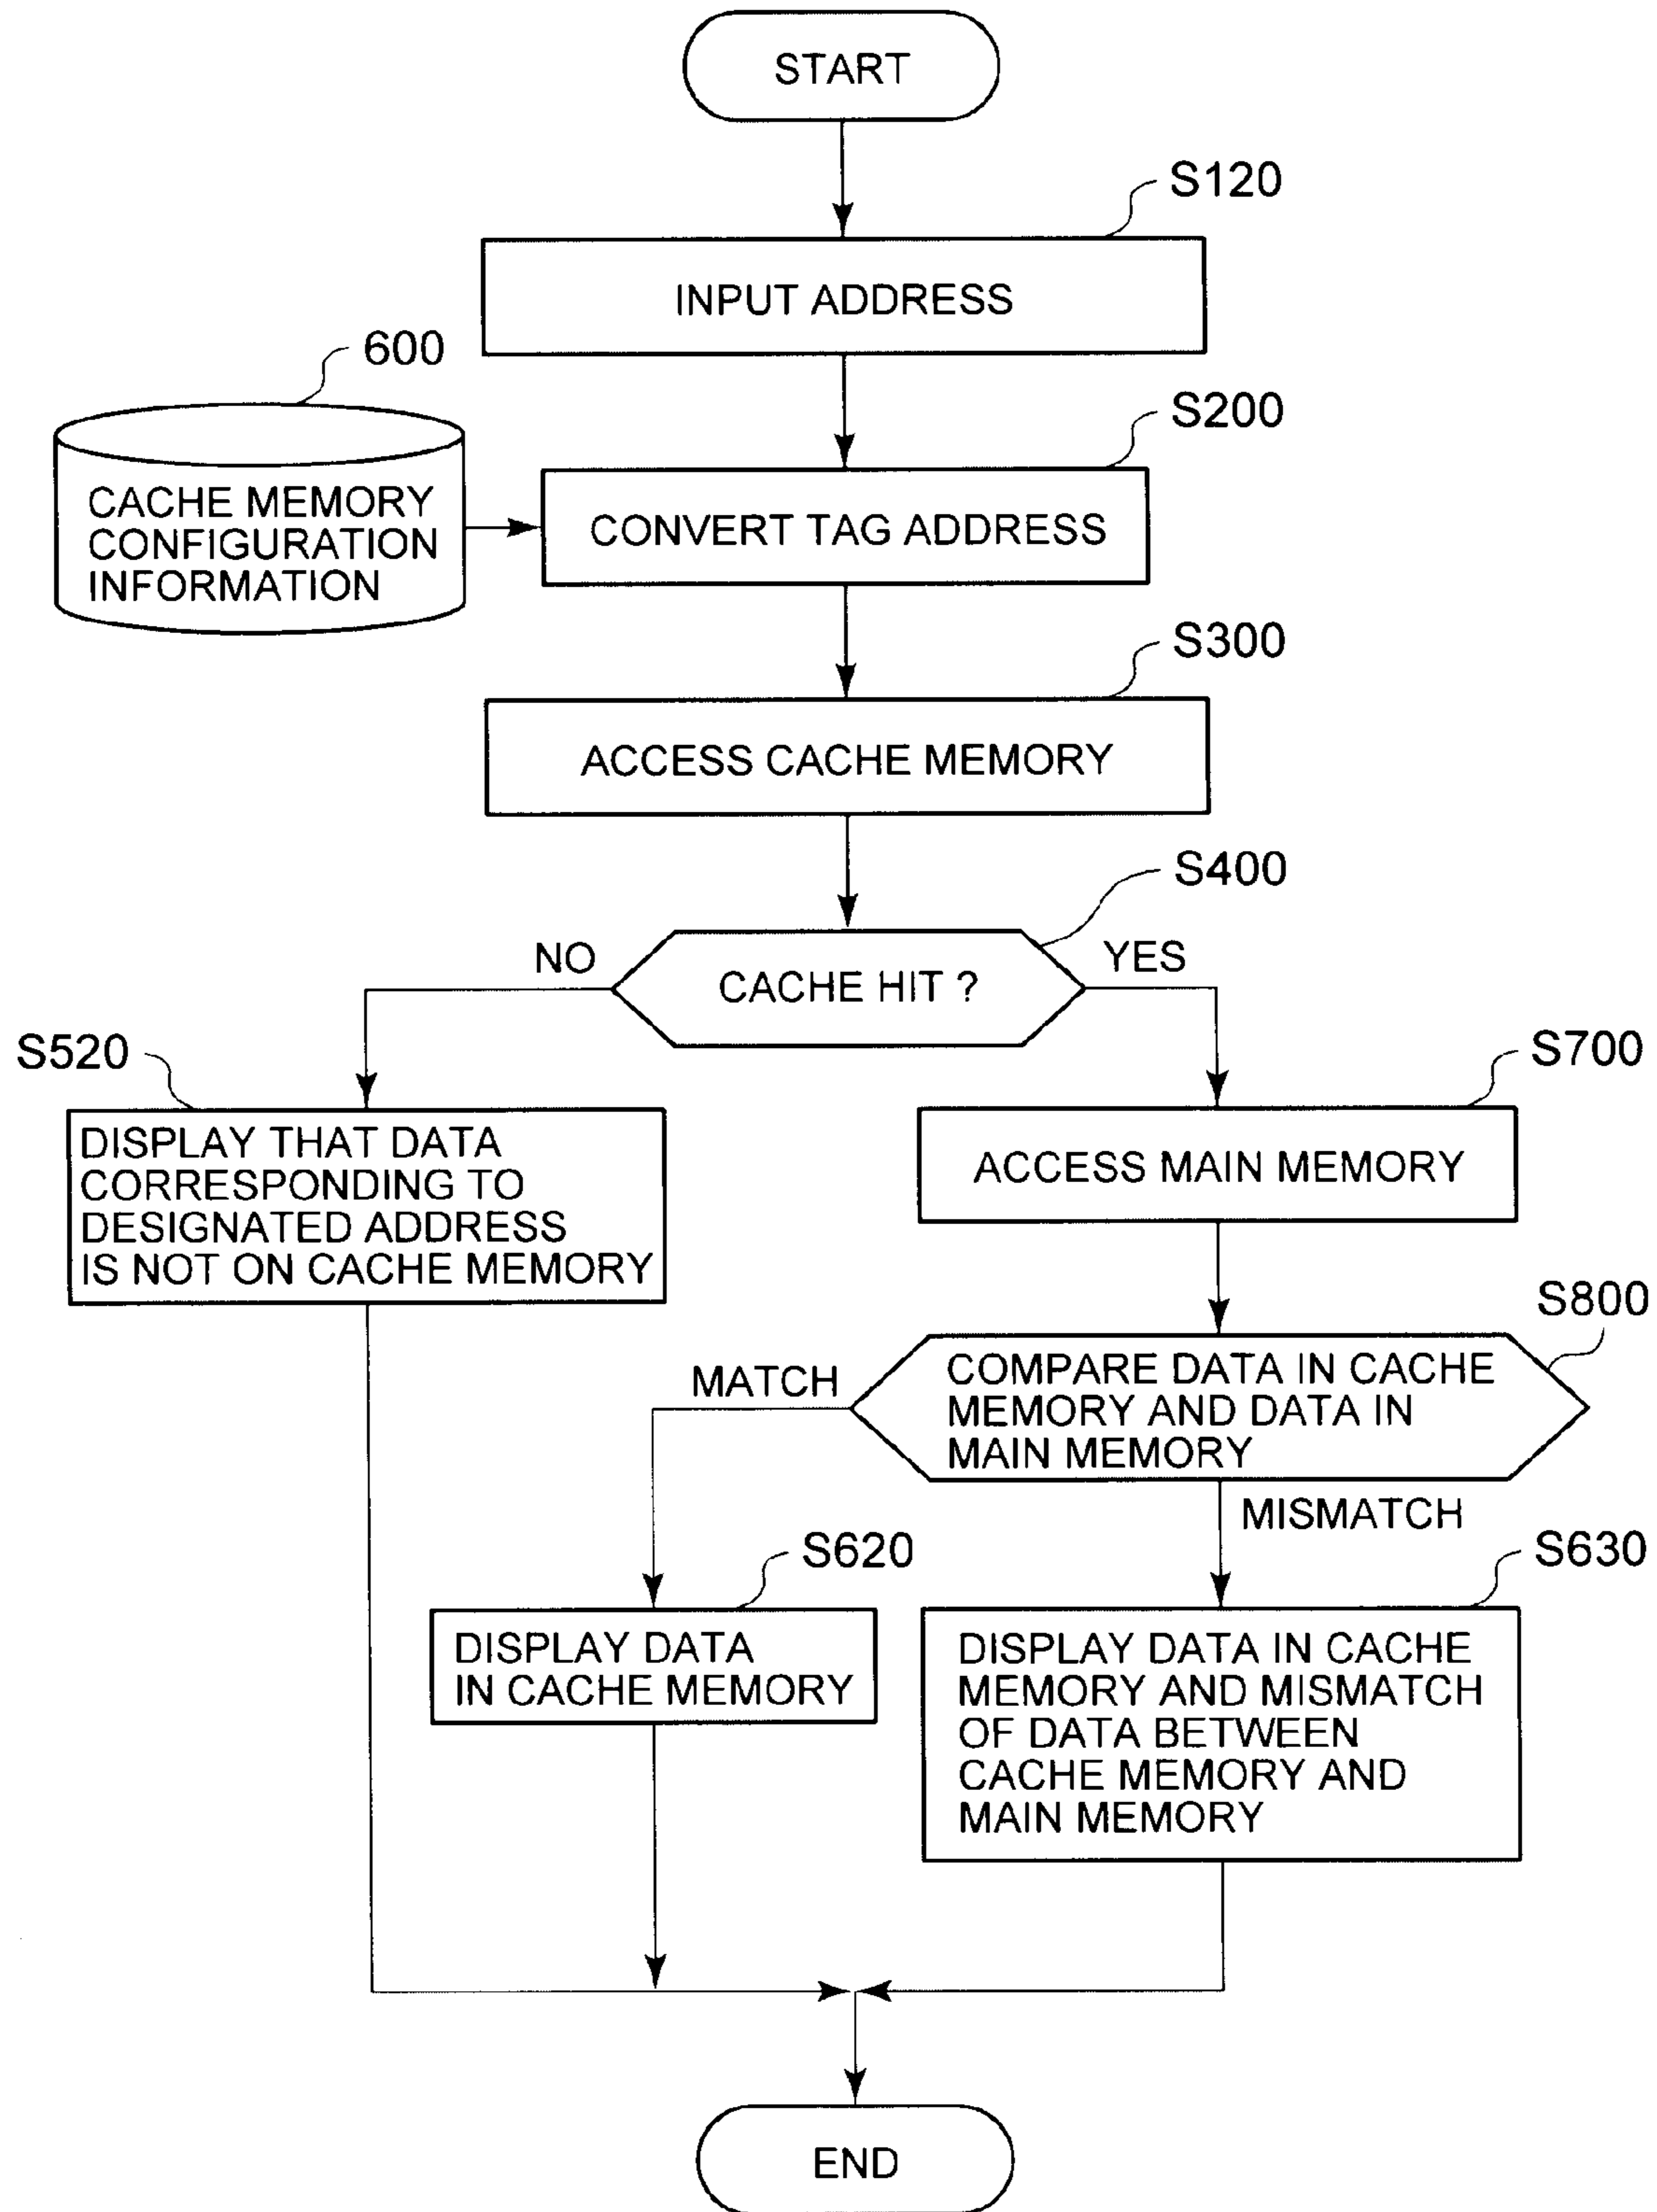 START
S120
INPUT ADDRESS
600
S200
CACHE MEMORY
CONFIGURATION
INFORMATION
CONVERT TAG ADDRESS
S300
ACCESS CACHE MEMORY
S400
NO
YES
CACHE HIT ?
S520
S700
DISPLAY THAT DATA
CORRESPONDING TO
DESIGNATED ADDRESS
IS NOT ON CACHE MEMORY
ACCESS MAIN MEMORY
S800
MATCH
COMPARE DATA IN CACHE
MEMORY AND DATA IN
MAIN MEMORY
MISMATCH
S620
S630
DISPLAY DATA
IN CACHE MEMORY
DISPLAY DATA IN CACHE
MEMORY AND MISMATCH
OF DATA BETWEEN
CACHE MEMORY AND
MAIN MEMORY
END